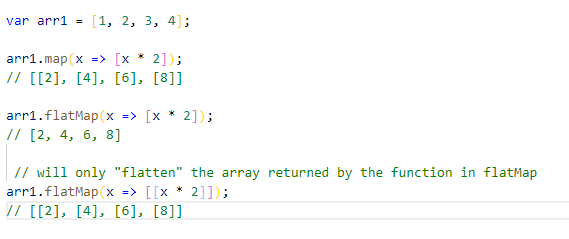 var arr1 = [1, 2, 3, 4];
arr1.map(x => [x * 2]);
// [[2], [4], [6], [8]]
arr1.flatMap(x => [x * 2]);
// [2, 4, 6, 8]
// will only "flatten" the array returned by the function in flatMap
arr1.flatMap(x => [[x * 2]]);
// [[2], [4], [6], [8]]